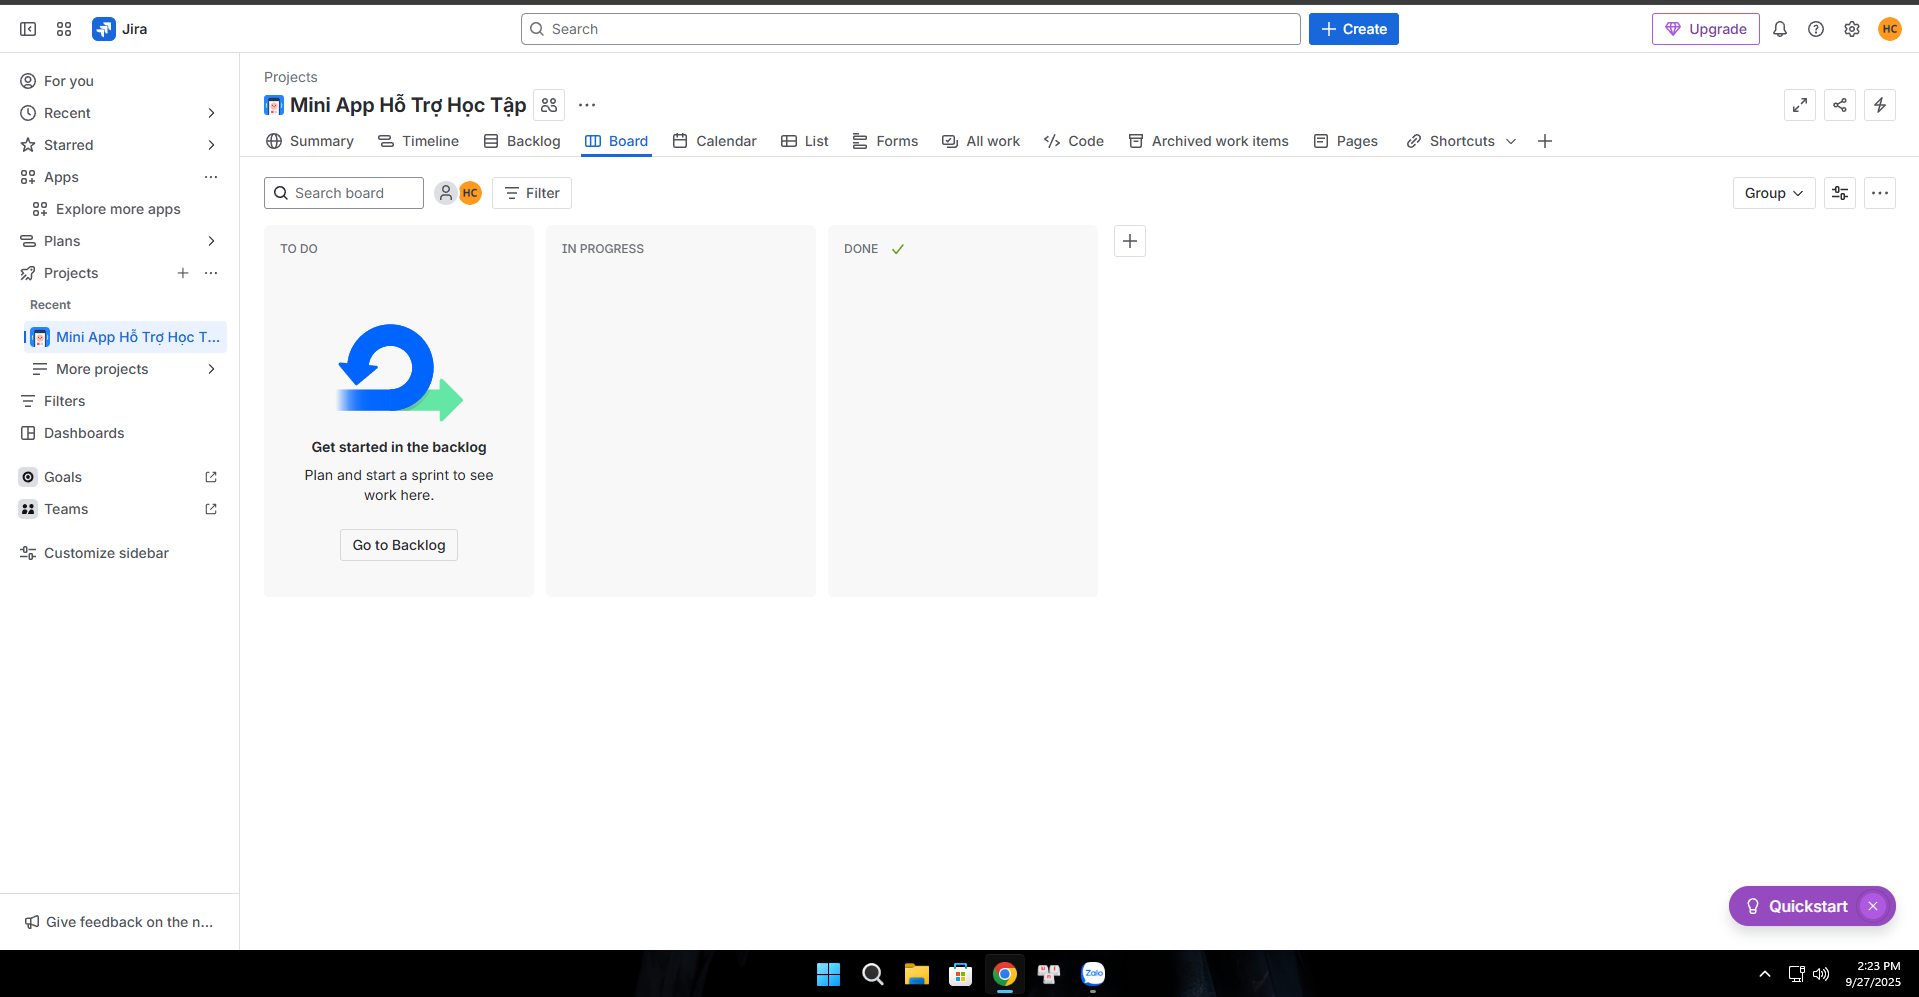 Jira
Search
Create
Upgrade
HC
For you
Recent
Starred
Apps
Explore more apps
Plans
Projects
Recent
Mini App Hỗ Trợ Học T...
More projects
Filters
Dashboards
Goals
Teams
Customize sidebar
Give feedback on the n...
Projects
Mini App Hỗ Trợ Học Tập
Summary
Timeline
Backlog
Board
Calendar
List
Forms
All work
Code
Archived work items
Pages
Shortcuts
Search board
HC
Filter
Group
TO DO
IN PROGRESS
DONE
Get started in the backlog
Plan and start a sprint to see
work here.
Go to Backlog
Quickstart
Zalo
2:23 PM
9/27/2025